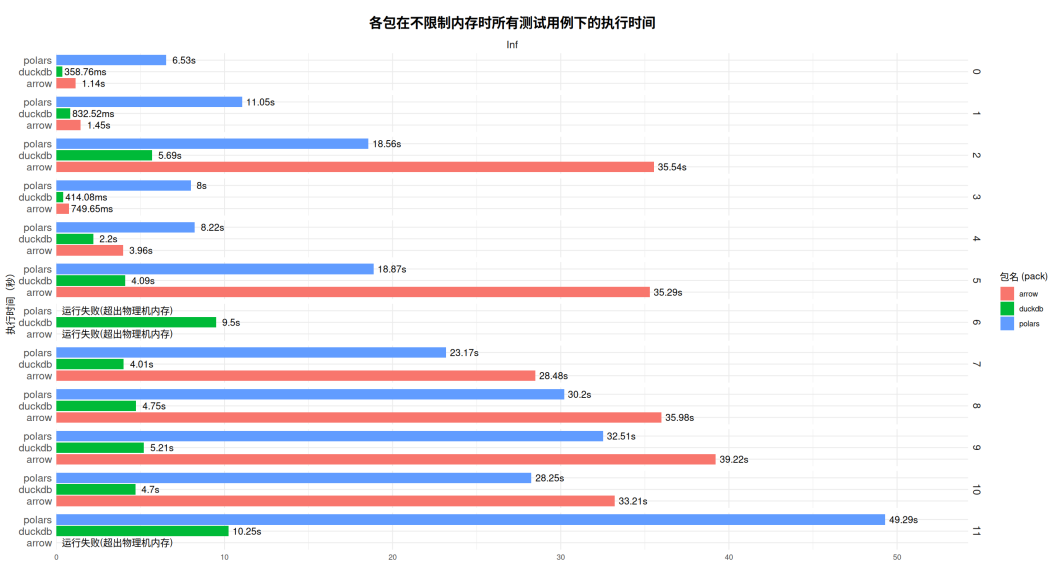 各包在不限制内存时所有测试用例下的执行时间
Inf
polars 6.53s
duckdb 358.76ms
arrow 1.14s
0
polars 11.05s
duckdb 832.52ms
arrow 1.45s
1
polars 18.56s
duckdb 5.69s
arrow 35.54s
2
polars 8s
duckdb 414.08ms
arrow 749.65ms
3
polars 8.22s
duckdb 2.2s
arrow 3.96s
4
polars 18.87s
duckdb 4.09s
arrow 35.29s
5
polars 运行失败(超出物理机内存)
duckdb 9.5s
arrow 运行失败(超出物理机内存)
6
polars 23.17s
duckdb 4.01s
arrow 28.48s
7
polars 30.2s
duckdb 4.75s
arrow 35.98s
8
polars 32.51s
duckdb 5.21s
arrow 39.22s
9
polars 28.25s
duckdb 4.7s
arrow 33.21s
10
polars 49.29s
duckdb 10.25s
arrow 运行失败(超出物理机内存)
11
0 10 20 30 40 50
执行时间（秒）
包名 (pack)
arrow
duckdb
polars